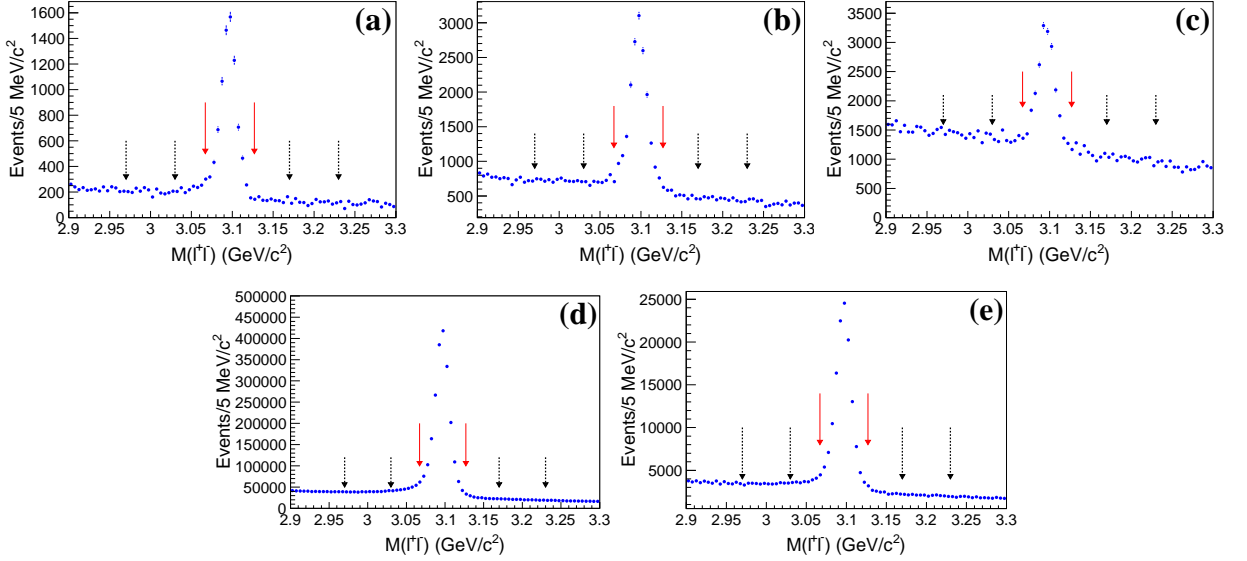 (a)
Events/5 MeV/c²
1600
1400
1200
1000
800
600
400
200
0
2.9 2.95 3 3.05 3.1 3.15 3.2 3.25 3.3
M(l⁺l⁻) (GeV/c²)
(b)
Events/5 MeV/c²
3000
2500
2000
1500
1000
500
2.9 2.95 3 3.05 3.1 3.15 3.2 3.25 3.3
M(l⁺l⁻) (GeV/c²)
(c)
Events/5 MeV/c²
3500
3000
2500
2000
1500
1000
500
0
2.9 2.95 3 3.05 3.1 3.15 3.2 3.25 3.3
M(l⁺l⁻) (GeV/c²)
(d)
Events/5 MeV/c²
500000
450000
400000
350000
300000
250000
200000
150000
100000
50000
0
2.9 2.95 3 3.05 3.1 3.15 3.2 3.25 3.3
M(l⁺l⁻) (GeV/c²)
(e)
Events/5 MeV/c²
25000
20000
15000
10000
5000
2.9 2.95 3 3.05 3.1 3.15 3.2 3.25 3.3
M(l⁺l⁻) (GeV/c²)